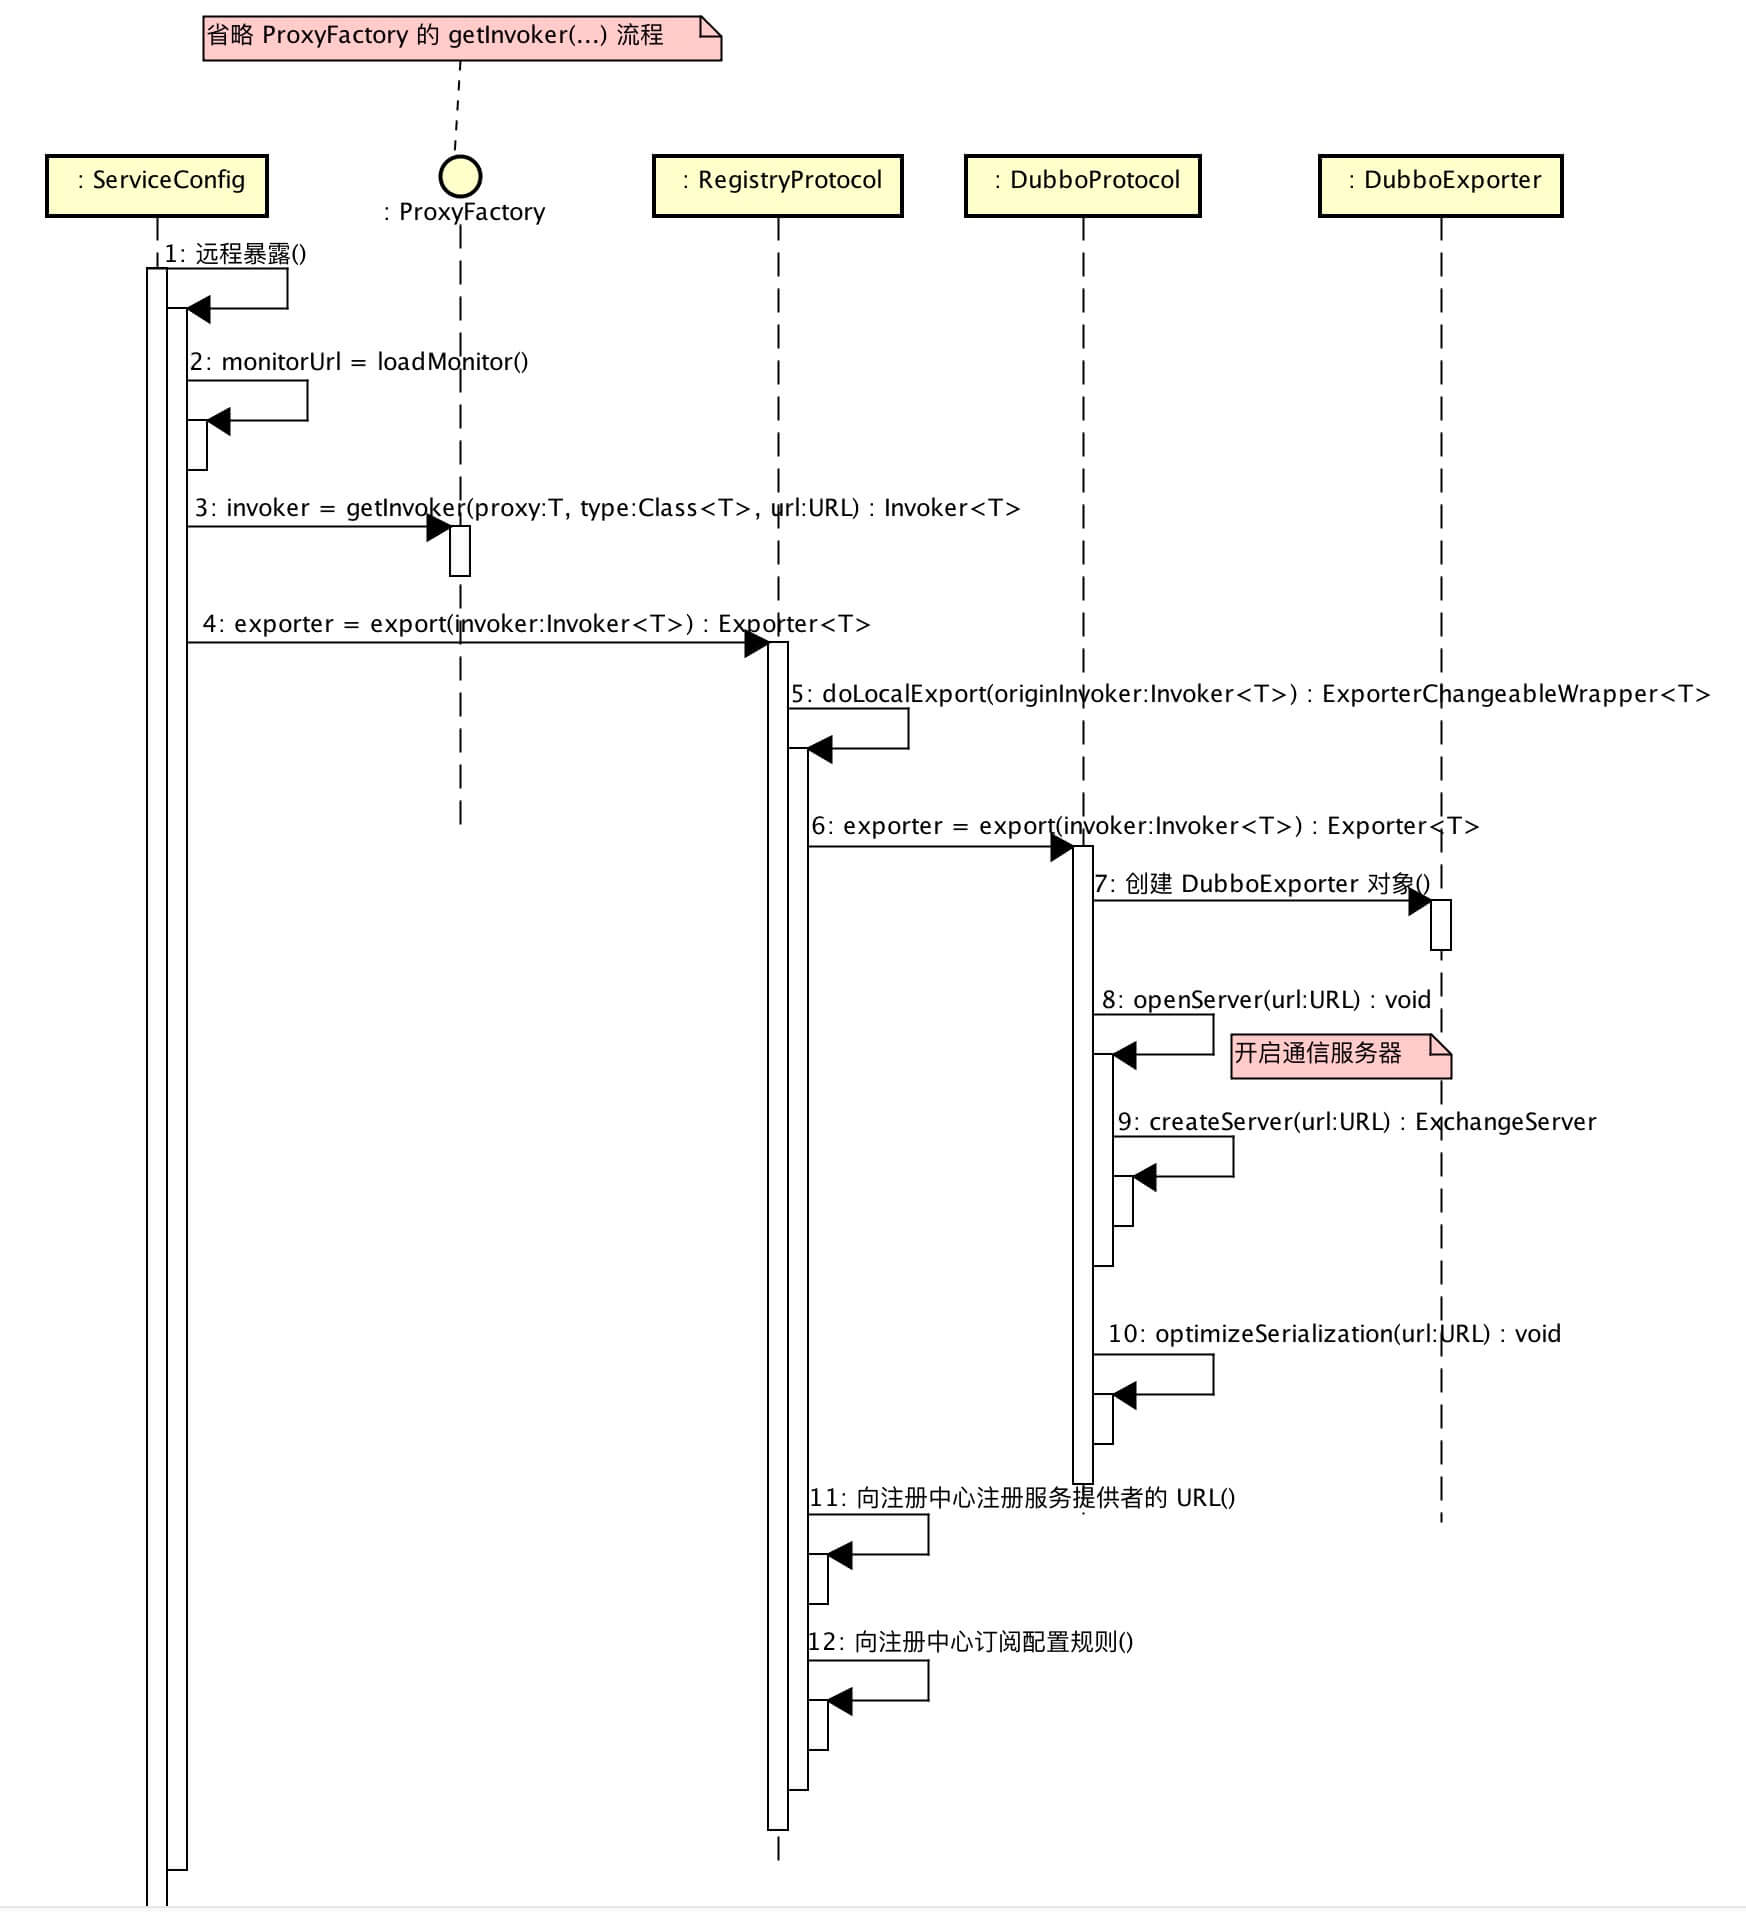 省略 ProxyFactory 的 getInvoker(...) 流程
: ServiceConfig
: ProxyFactory
: RegistryProtocol
: DubboProtocol
: DubboExporter
1: 远程暴露()
2: monitorUrl = loadMonitor()
3: invoker = getInvoker(proxy:T, type:Class<T>, url:URL) : Invoker<T>
4: exporter = export(invoker:Invoker<T>) : Exporter<T>
5: doLocalExport(originInvoker:Invoker<T>) : ExporterChangeableWrapper<T>
6: exporter = export(invoker:Invoker<T>) : Exporter<T>
7: 创建 DubboExporter 对象()
8: openServer(url:URL) : void
开启通信服务器
9: createServer(url:URL) : ExchangeServer
10: optimizeSerialization(url:URL) : void
11: 向注册中心注册服务提供者的 URL()
12: 向注册中心订阅配置规则()